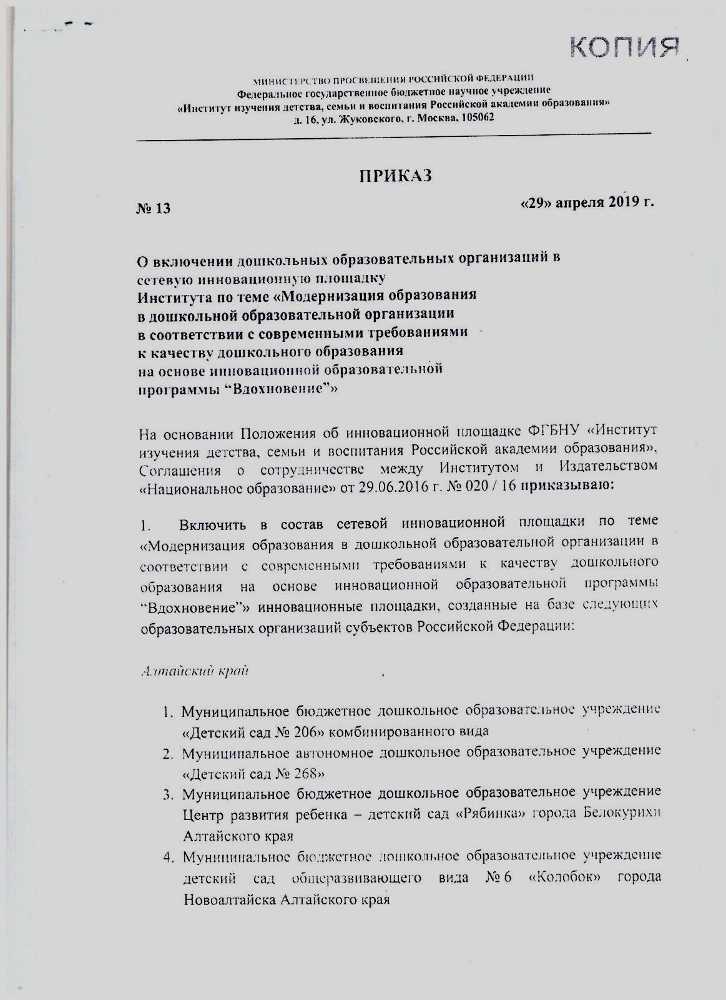 КОПИЯ
МИНИСТЕРСТВО ПРОСВЕЩЕНИЯ РОССИЙСКОЙ ФЕДЕРАЦИИ
Федеральное государственное бюджетное научное учреждение
«Институт изучения детства, семьи и воспитания Российской академии образования»
д. 16, ул. Жуковского, г. Москва, 105062
ПРИКАЗ
№ 13
«29» апреля 2019 г.
О включении дошкольных образовательных организаций в
сетевую инновационную площадку
Института по теме «Модернизация образования
в дошкольной образовательной организации
в соответствии с современными требованиями
к качеству дошкольного образования
на основе инновационной образовательной
программы “Вдохновение”»
На основании Положения об инновационной площадке ФГБНУ «Институт
изучения детства, семьи и воспитания Российской академии образования»,
Соглашения о сотрудничестве между Институтом и Издательством
«Национальное образование» от 29.06.2016 г. № 020 / 16 приказываю:
1. Включить в состав сетевой инновационной площадки по теме
«Модернизация образования в дошкольной образовательной организации в
соответствии с современными требованиями к качеству дошкольного
образования на основе инновационной образовательной программы
“Вдохновение”» инновационные площадки, созданные на базе следующих
образовательных организаций субъектов Российской Федерации:
Алтайский край
1. Муниципальное бюджетное дошкольное образовательное учреждение
«Детский сад № 206» комбинированного вида
2. Муниципальное автономное дошкольное образовательное учреждение
«Детский сад № 268»
3. Муниципальное бюджетное дошкольное образовательное учреждение
Центр развития ребенка – детский сад «Рябинка» города Белокурихи
Алтайского края
4. Муниципальное бюджетное дошкольное образовательное учреждение
детский сад общеразвивающего вида № 6 «Колобок» города
Новоалтайска Алтайского края